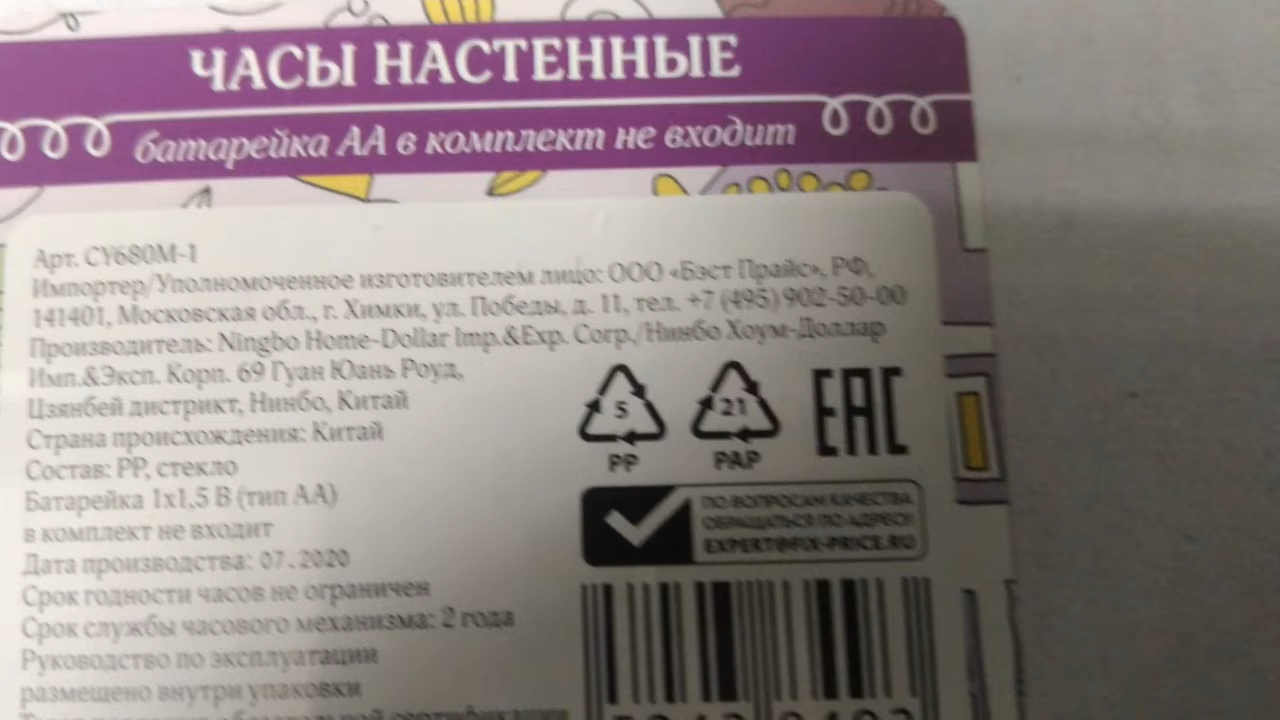 ЧАСЫ НАСТЕННЫЕ
батарейка АА в комплект не входит
Арт. CY680M-1
Импортер/Уполномоченное изготовителем лицо: ООО «Бэст Прайс», РФ,
141401, Московская обл., г. Химки, ул. Победы, д. 11, тел. +7 (495) 902-50-00
Производитель: Ningbo Home-Dollar Imp.&Exp. Corp./Нинбо Хоум-Доллар
Имп.&Эксп. Корп. 69 Гуан Юань Роуд,
Цзянбей дистрикт, Нинбо, Китай
Страна происхождения: Китай
Состав: PP, стекло
Батарейка 1х1,5 В (тип АА)
в комплект не входит
Дата производства: 07.2020
Срок годности часов не ограничен
Срок службы часового механизма: 2 года
Руководство по эксплуатации
размещено внутри упаковки
5
PP
21
PAP
EAC
ПО ВОПРОСАМ КАЧЕСТВА
ОБРАЩАТЬСЯ ПО АДРЕСУ
EXPERT@FIX-PRICE.RU